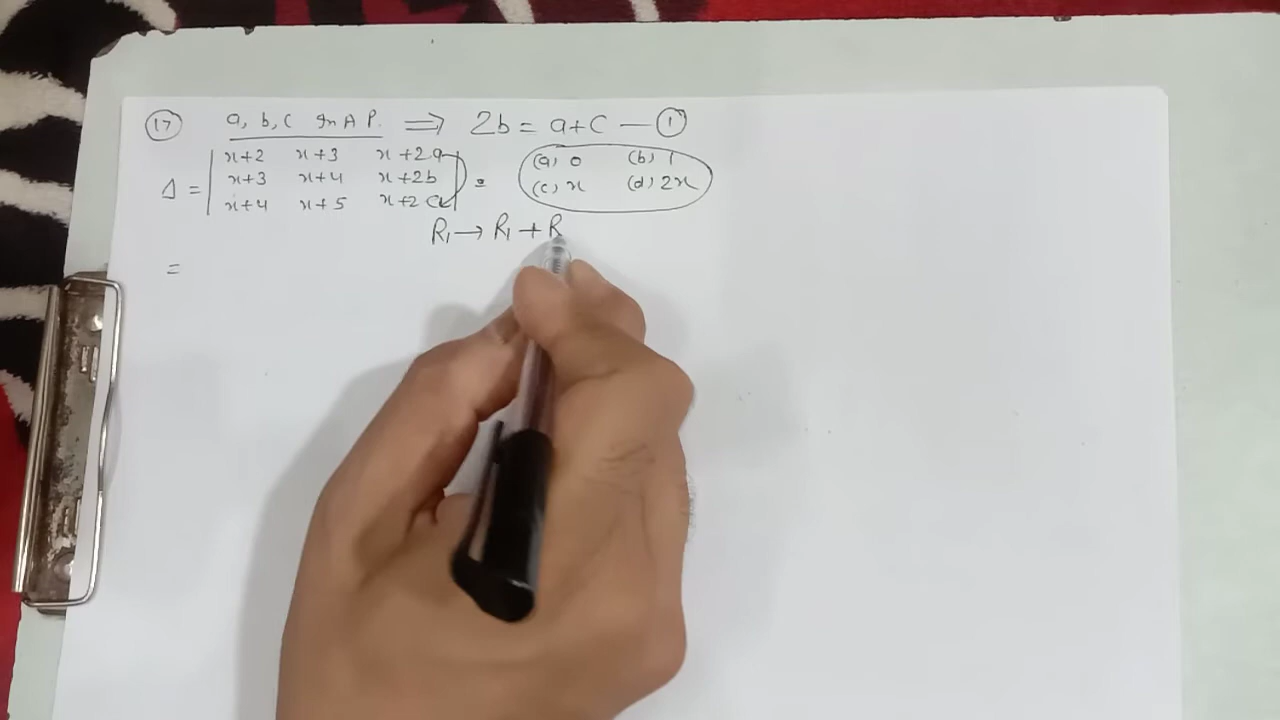 17 a, b, c In A P. ⟹ 2b = a+c — 1
x+2 x+3 x+2a
Δ = x+3 x+4 x+2b =
x+4 x+5 x+2c
(a) 0 (b) 1
(c) x (d) 2x
R₁ → R₁ + R
=